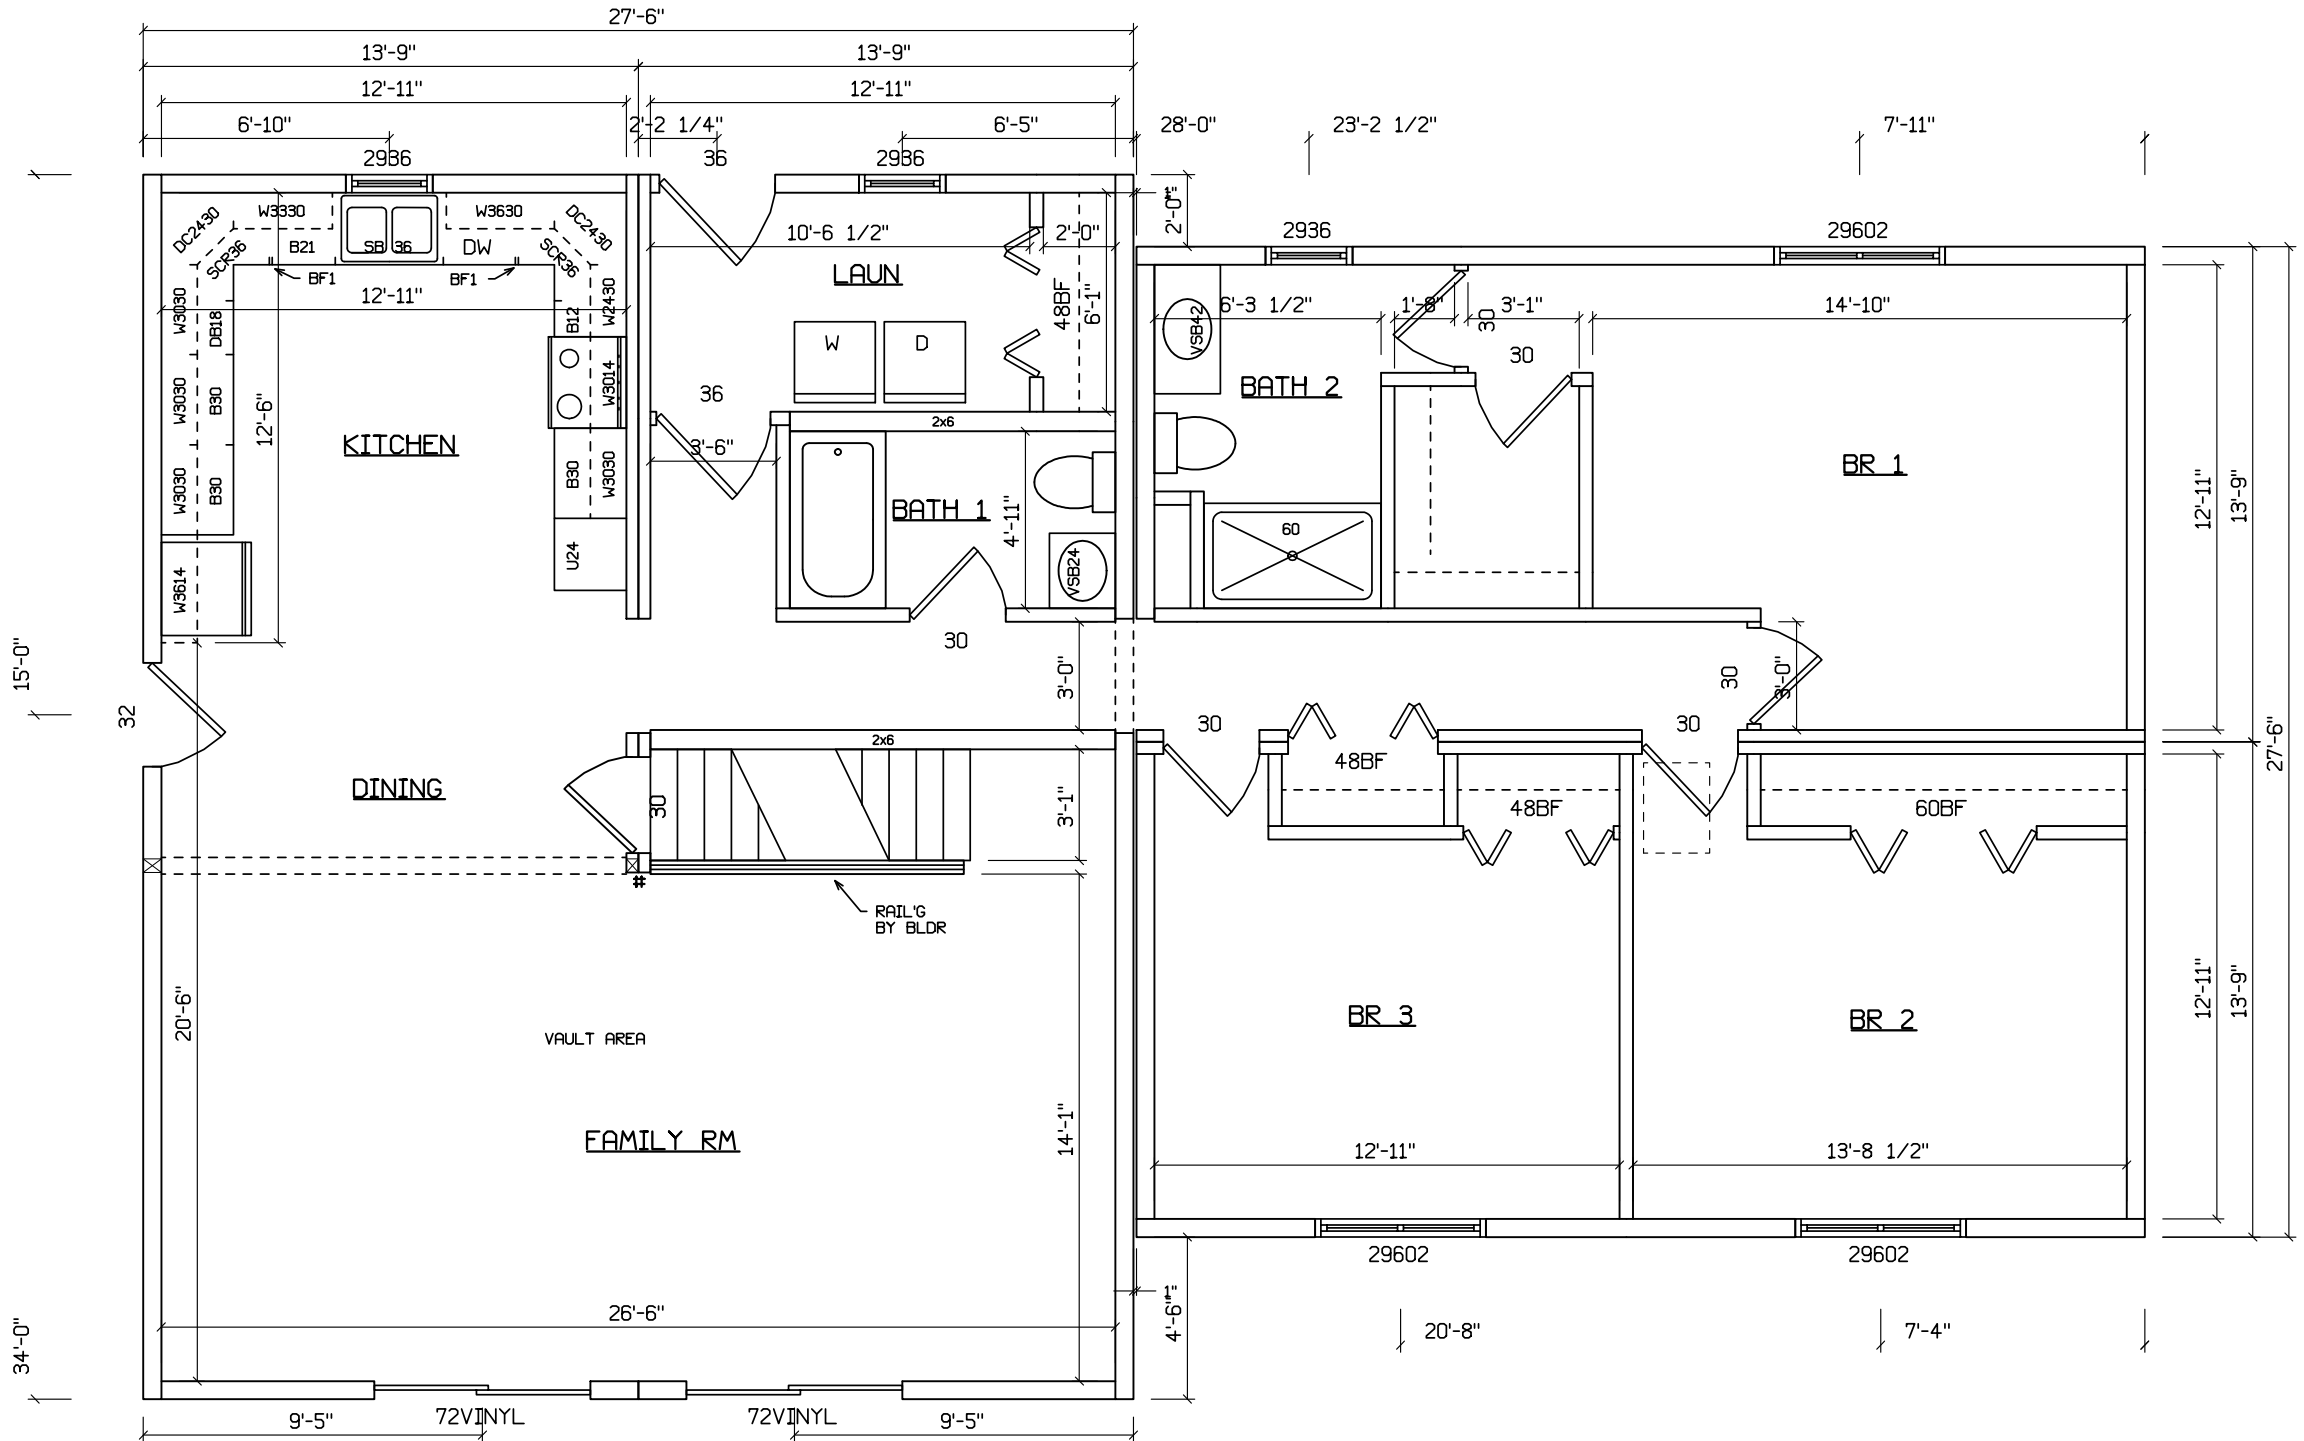 27'-6"
13'-9"
13'-9"
12'-11"
12'-11"
6'-10"
2'-2 1/4"
6'-5"
28'-0"
23'-2 1/2"
7'-11"
2936
36
2936
1"
2'-0"
2936
29602
DC2430
W3330
W3630
DC2430
SCR36
B21
SB 36
DW
SCR36
BF1
BF1
12'-11"
10'-6 1/2"
2'-0"
LAUN
48BF
6'-1"
W3030
DB18
B12
W2430
W
D
6'-3 1/2"
1'-8"
30
3'-1"
14'-10"
VSB42
30
BATH 2
W3030
B30
W3014
36
12'-6"
2x6
KITCHEN
3'-6"
BR 1
W3030
B30
B30
W3030
BATH 1
4'-11"
60
12'-11"
13'-9"
W3614
U24
VSB24
30
15'-0"
3'-0"
30
3'-0"
32
30
30
2x6
27'-6"
48BF
DINING
30
3'-1"
48BF
60BF
#
RAIL'G
BY BLDR
20'-6"
VAULT AREA
BR 3
BR 2
12'-11"
13'-9"
14'-1"
FAMILY RM
12'-11"
13'-8 1/2"
29602
29602
1"
26'-6"
4'-6"
20'-8"
7'-4"
34'-0"
9'-5"
72VINYL
72VINYL
9'-5"